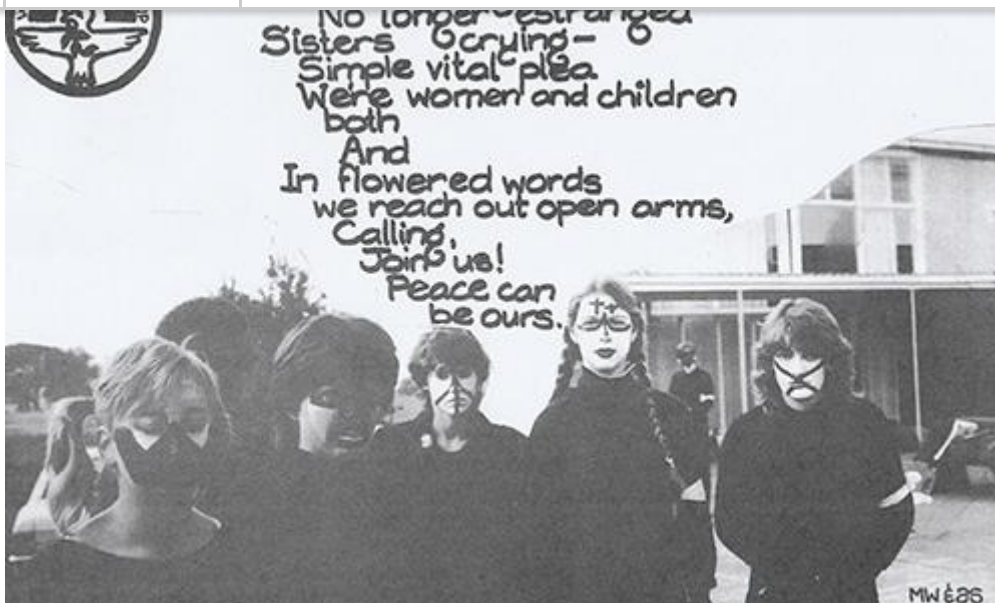 No longer estranged
Sisters crying-
Simple vital plea
Were women and children
both
And
In flowered words
we reach out open arms,
Calling,
Join us!
Peace can
be ours.
MW & as